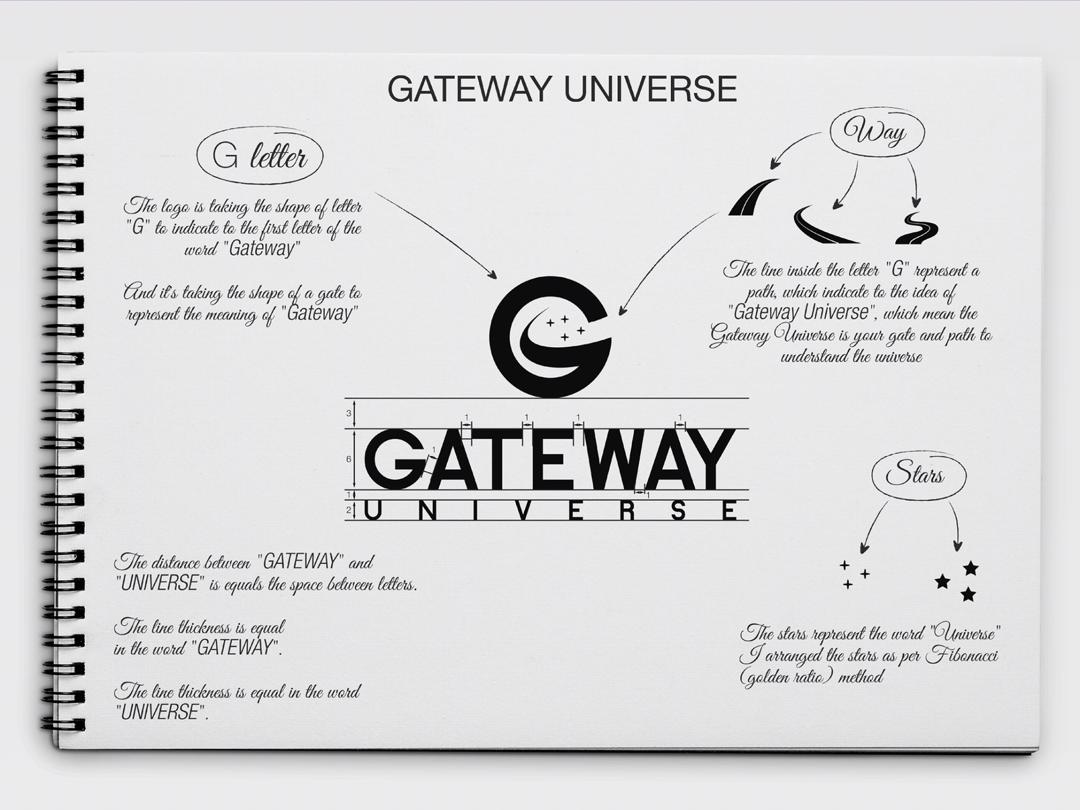 GATEWAY UNIVERSE
G letter
The logo is taking the shape of letter
"G" to indicate to the first letter of the
word "Gateway"
And it's taking the shape of a gate to
represent the meaning of "Gateway"
Way
The line inside the letter "G" represent a
path, which indicate to the idea of
"Gateway Universe", which mean the
Gateway Universe is your gate and path to
understand the universe
G
3
6
1
2
1
1
1
1
1
1
GATEWAY
UNIVERSE
Stars
The stars represent the word "Universe"
I arranged the stars as per Fibonacci
(golden ratio) method
The distance between "GATEWAY" and
"UNIVERSE" is equals the space between letters.
The line thickness is equal
in the word "GATEWAY".
The line thickness is equal in the word
"UNIVERSE".